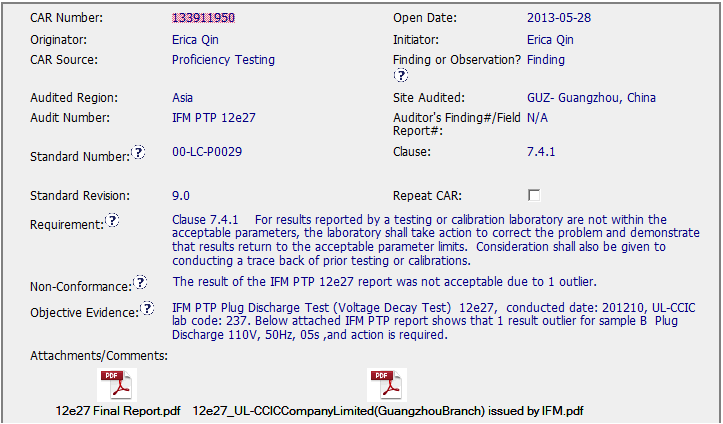 CAR Number: 133911950 Open Date: 2013-05-28
Originator: Erica Qin Initiator: Erica Qin
CAR Source: Proficiency Testing Finding or Observation? Finding
?
Audited Region: Asia Site Audited: GUZ- Guangzhou, China
Audit Number: IFM PTP 12e27 Auditor's Finding#/Field N/A
Report#:
Standard Number: ? 00-LC-P0029 Clause: 7.4.1
Standard Revision: 9.0 Repeat CAR:
Requirement: ? Clause 7.4.1 For results reported by a testing or calibration laboratory are not within the
acceptable parameters, the laboratory shall take action to correct the problem and demonstrate
that results return to the acceptable parameter limits. Consideration shall also be given to
conducting a trace back of prior testing or calibrations.
Non-Conformance: ? The result of the IFM PTP 12e27 report was not acceptable due to 1 outlier.
Objective Evidence: ? IFM PTP Plug Discharge Test (Voltage Decay Test) 12e27, conducted date: 201210, UL-CCIC
lab code: 237. Below attached IFM PTP report shows that 1 result outlier for sample B Plug
Discharge 110V, 50Hz, 05s ,and action is required.
Attachments/Comments:
PDF PDF
12e27 Final Report.pdf 12e27_UL-CCICCompanyLimited(GuangzhouBranch) issued by IFM.pdf